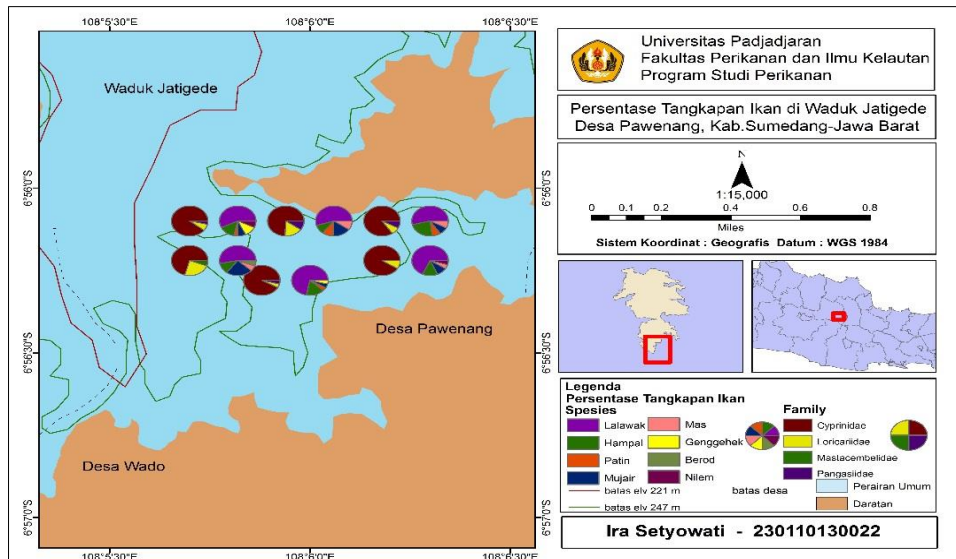 108°5'30"E
108°6'0"E
108°6'30"E
Waduk Jatigede
6°56'0"S
6°56'0"S
Desa Pawenang
6°56'30"S
6°56'30"S
Desa Wado
6°57'0"S
6°57'0"S
108°5'30"E
108°6'0"E
108°6'30"E
Universitas Padjadjaran
Fakultas Perikanan dan Ilmu Kelautan
Program Studi Perikanan
Persentase Tangkapan Ikan di Waduk Jatigede
Desa Pawenang, Kab.Sumedang-Jawa Barat
N
1:15,000
0 0.1 0.2 0.4 0.6 0.8
Miles
Sistem Koordinat : Geografis Datum : WGS 1984
Legenda
Persentase Tangkapan Ikan
Spesies
Lalawak
Hampal
Patin
Mujair
Mas
Genggehek
Berod
Nilem
Family
Cyprinidae
Loricariidae
Mastacembelidae
Pangasiidae
batas elv 221 m
batas elv 247 m
batas desa
Perairan Umum
Daratan
Ira Setyowati - 230110130022